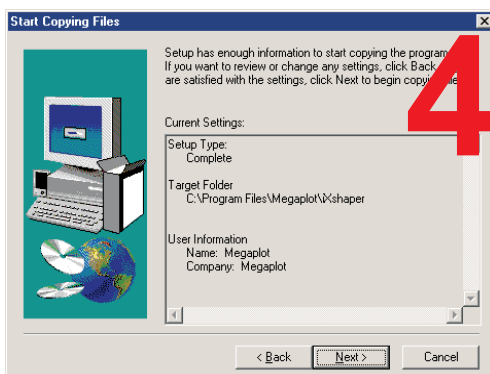 Start Copying Files
4
Setup has enough information to start copying the program
If you want to review or change any settings, click Back.
are satisfied with the settings, click Next to begin
Current Settings:
Setup Type:
Complete
Target Folder
C:\Program Files\Megaplot\iXshaper
User Information
Name: Megaplot
Company: Megaplot
< Back
Next >
Cancel